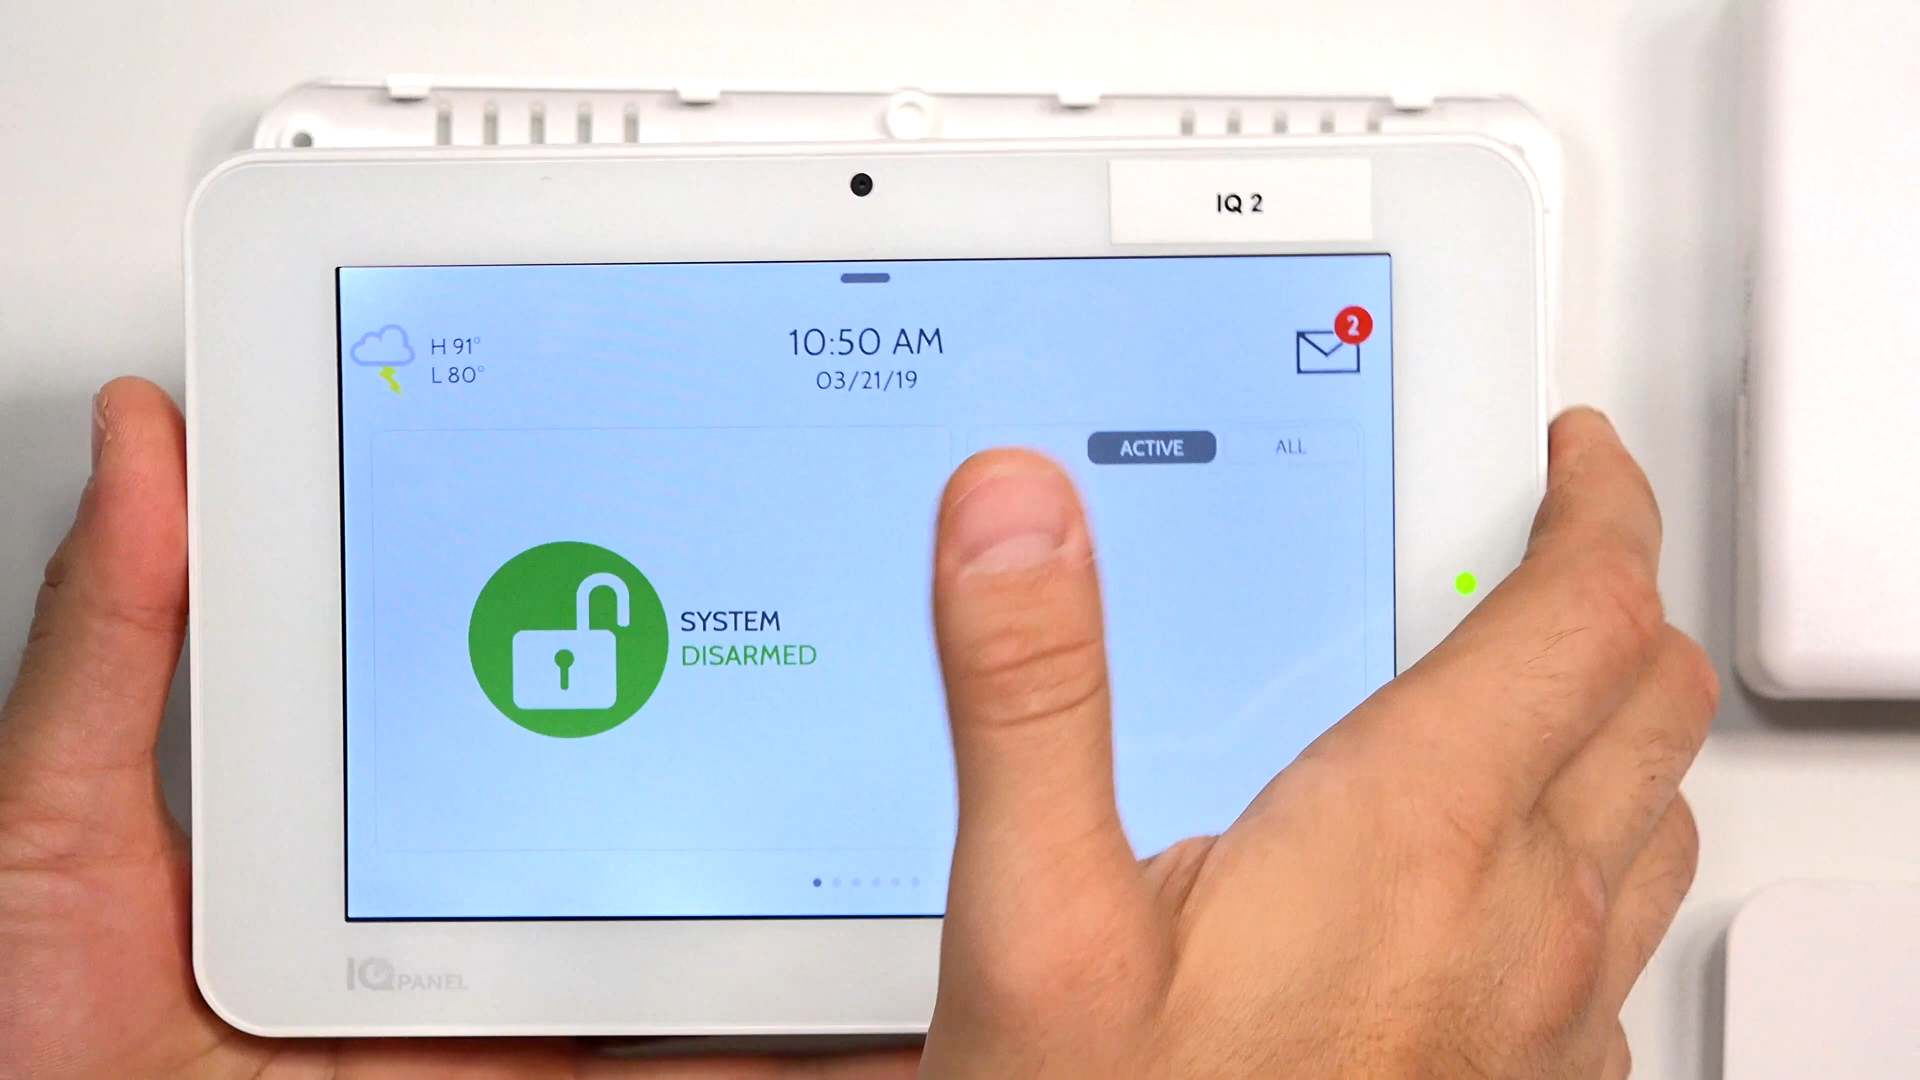 IQ 2
H 91°
L 80°
10:50 AM
03/21/19
2
ACTIVE
ALL
SYSTEM
DISARMED
IQ PANEL